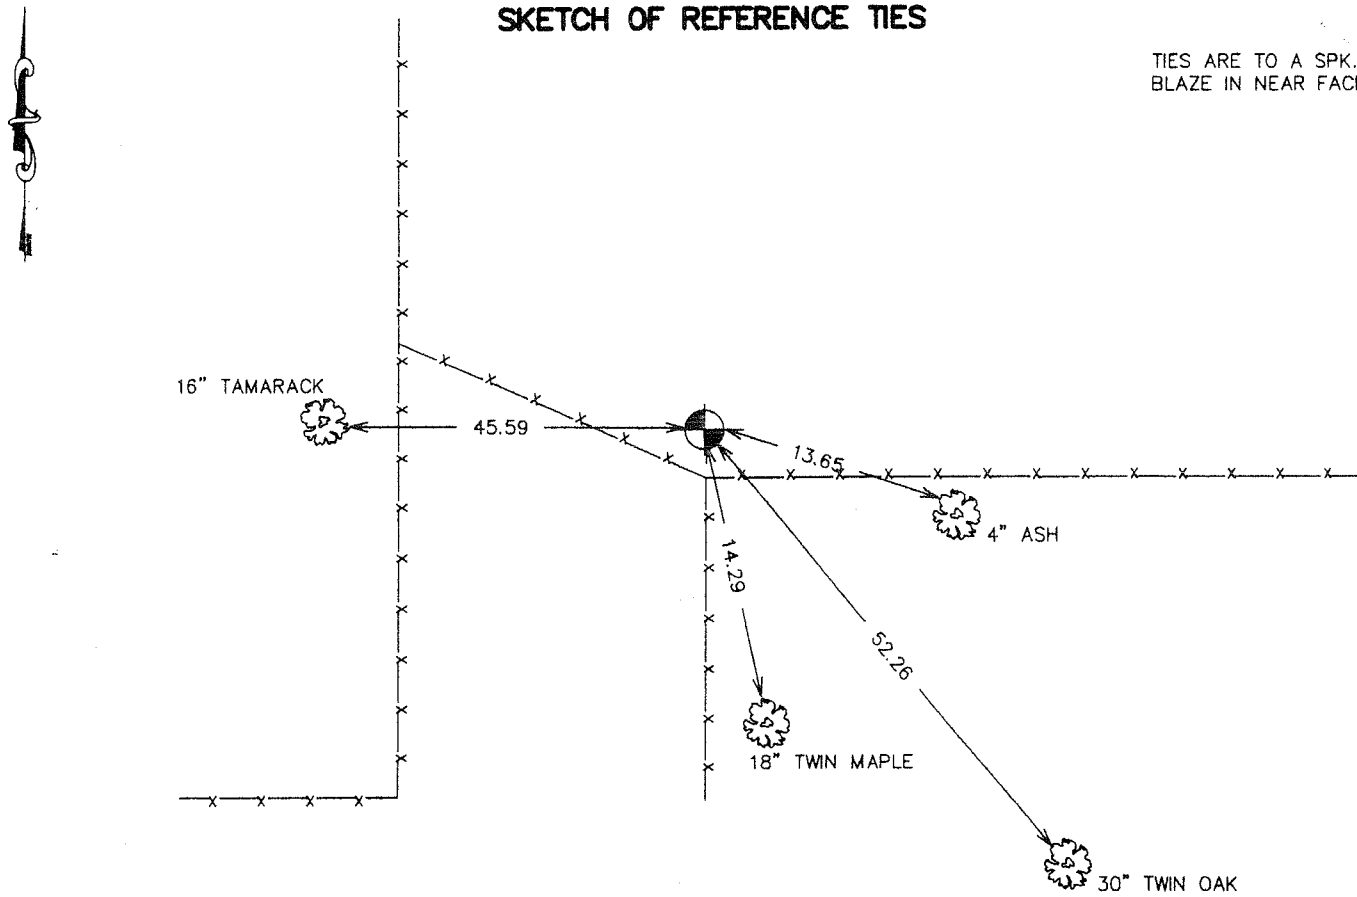 SKETCH OF REFERENCE TIES
TIES ARE TO A SPK.
BLAZE IN NEAR
16" TAMARACK
45.59
13.65
4" ASH
14.29
52.26
18" TWIN MAPLE
30" TWIN OAK